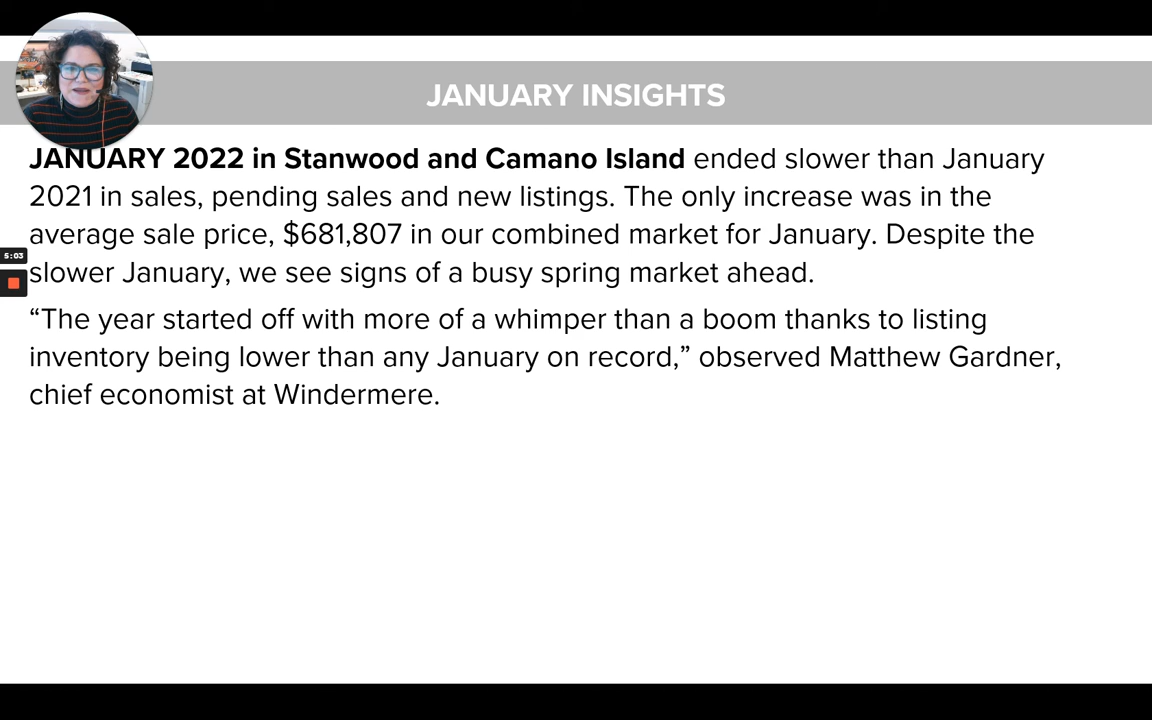 JANUARY INSIGHTS
JANUARY 2022 in Stanwood and Camano Island ended slower than January
2021 in sales, pending sales and new listings. The only increase was in the
average sale price, $681,807 in our combined market for January. Despite the
5:03
slower January, we see signs of a busy spring market ahead.
“The year started off with more of a whimper than a boom thanks to listing
inventory being lower than any January on record,” observed Matthew Gardner,
chief economist at Windermere.